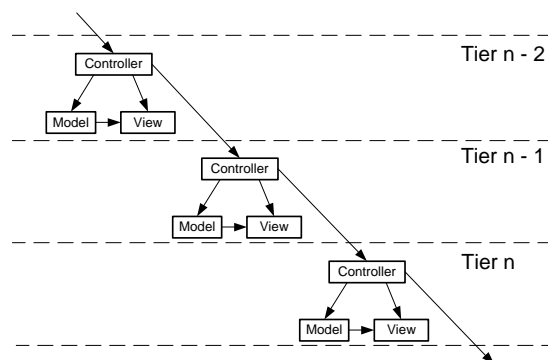 Tier n - 2
Controller
Model
View
Tier n - 1
Controller
Model
View
Tier n
Controller
Model
View